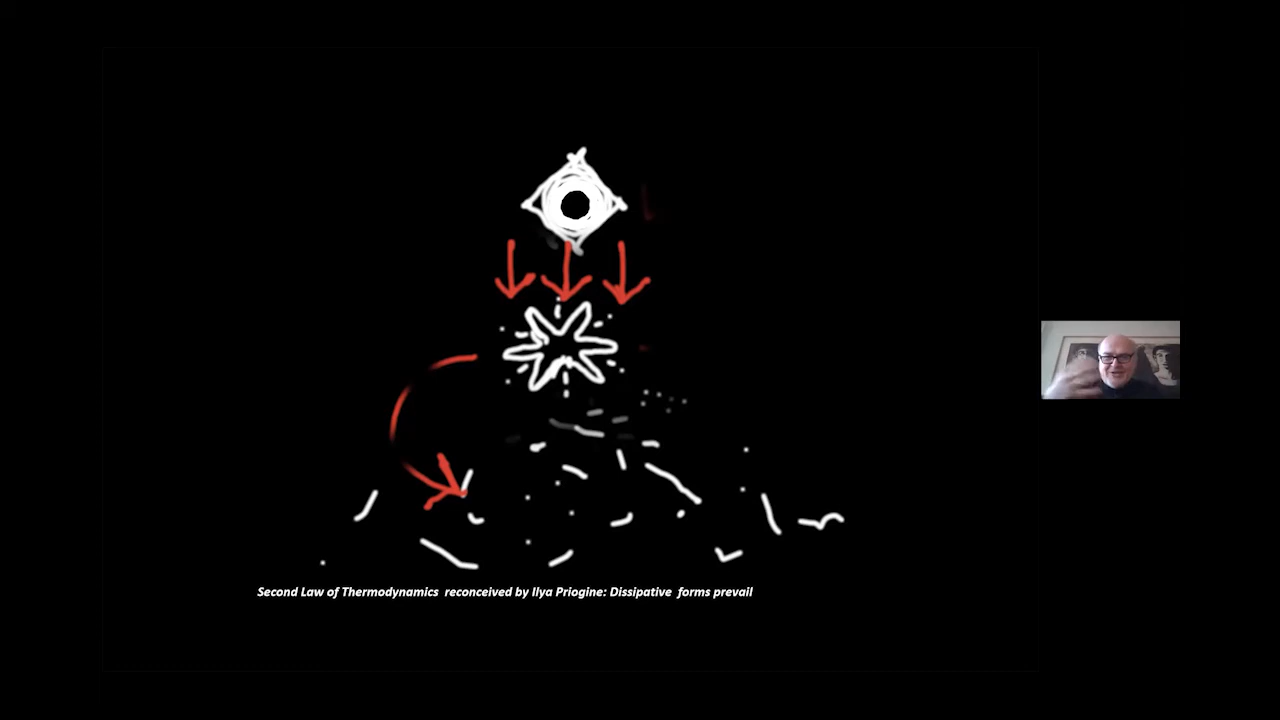 Second Law of Thermodynamics reconceived by Ilya Priogine: Dissipative forms prevail